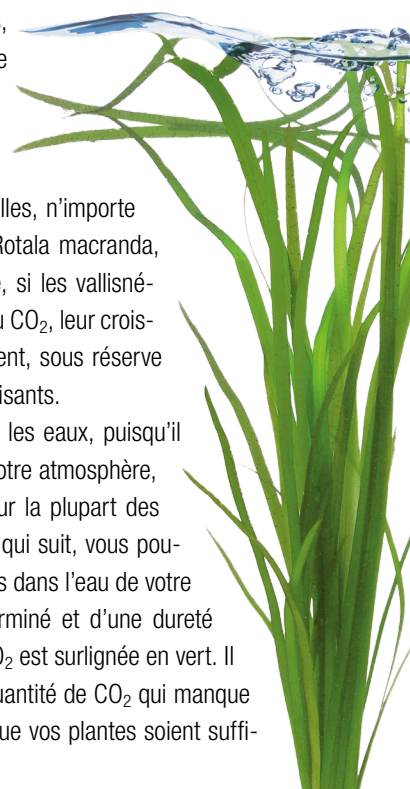 s,
e
lles, n'importe
Rotala macranda,
, si les vallisné-
u CO₂, leur crois-
ent, sous réserve
isants.
les eaux, puisqu'il
otre atmosphère,
ur la plupart des
qui suit, vous pou-
s dans l'eau de votre
rminé et d'une dureté
O₂ est surlignée en vert. Il
uantité de CO₂ qui manque
ue vos plantes soient suffi-